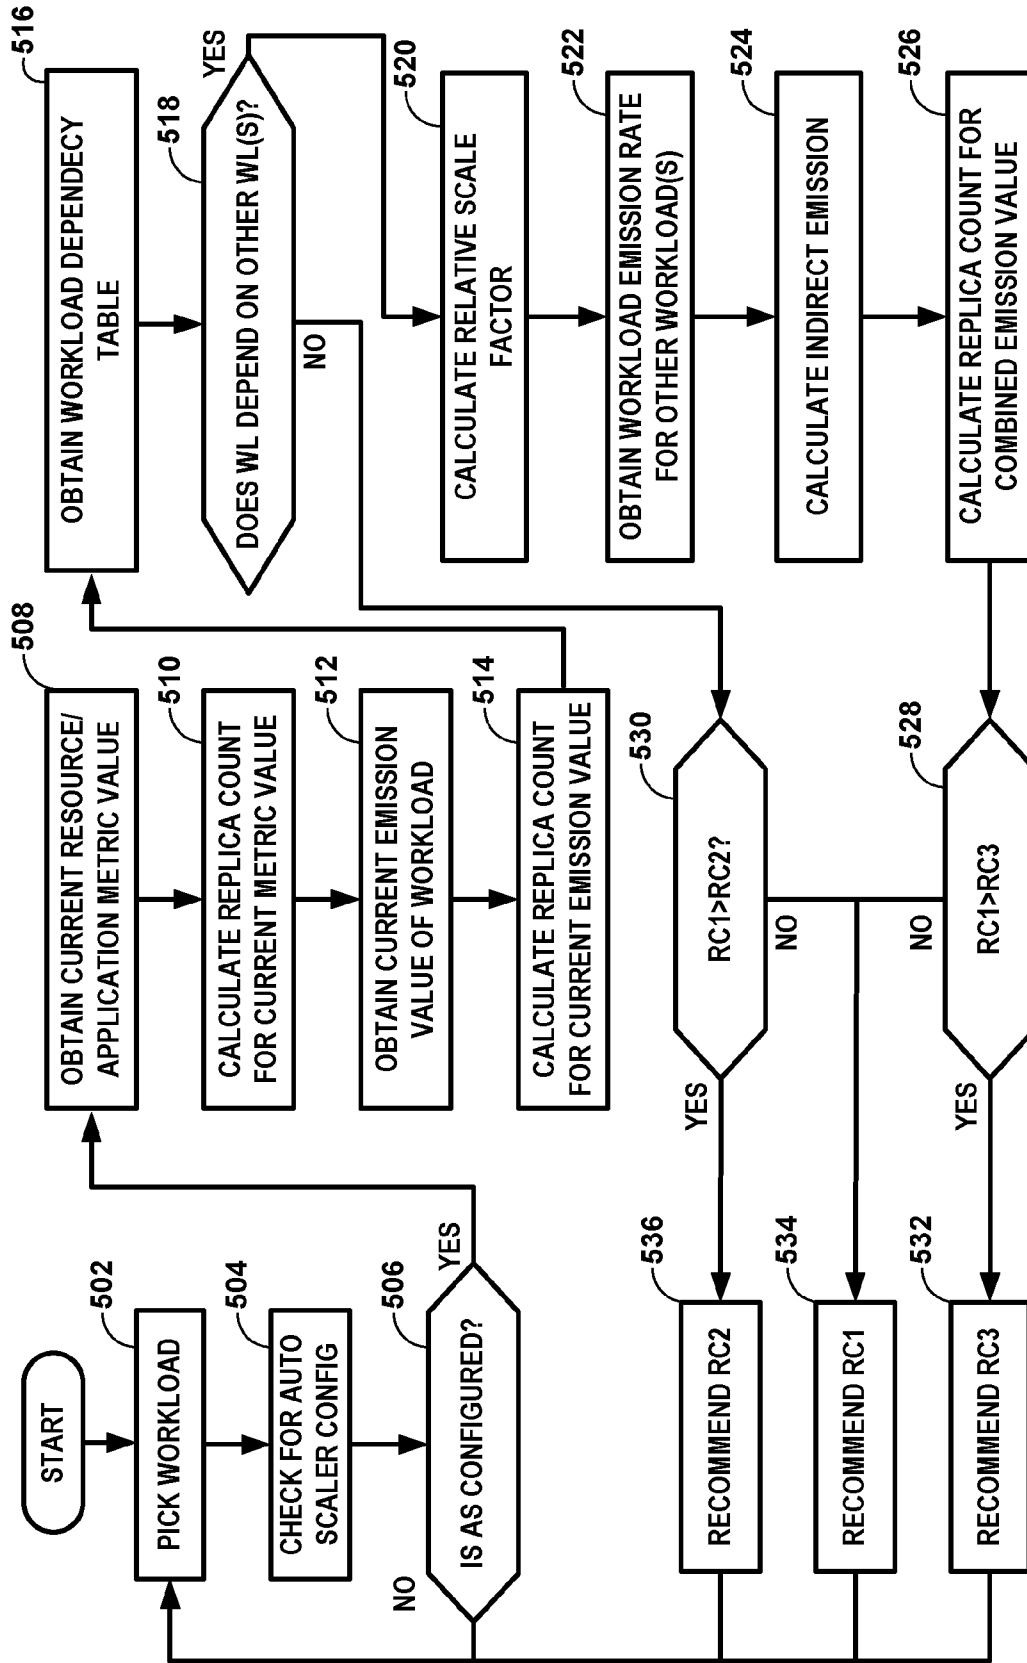 START
502
PICK WORKLOAD
504
CHECK FOR AUTO
SCALER CONFIG
506
IS AS CONFIGURED?
NO
YES
508
OBTAIN CURRENT RESOURCE/
APPLICATION METRIC VALUE
510
CALCULATE REPLICA COUNT
FOR CURRENT METRIC VALUE
512
OBTAIN CURRENT EMISSION
VALUE OF WORKLOAD
514
CALCULATE REPLICA COUNT
FOR CURRENT EMISSION VALUE
516
OBTAIN WORKLOAD DEPENDECY
TABLE
518
DOES WL DEPEND ON OTHER WL(S)?
YES
NO
520
CALCULATE RELATIVE SCALE
FACTOR
522
OBTAIN WORKLOAD EMISSION RATE
FOR OTHER WORKLOAD(S)
524
CALCULATE INDIRECT EMISSION
526
CALCULATE REPLICA COUNT FOR
COMBINED EMISSION VALUE
530
RC1>RC2?
YES
NO
528
RC1>RC3
YES
NO
536
RECOMMEND RC2
534
RECOMMEND RC1
532
RECOMMEND RC3